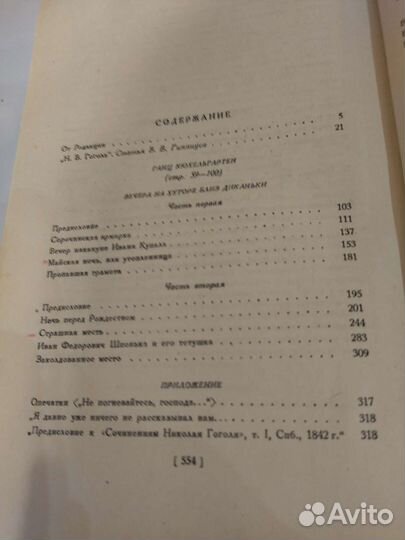 СОДЕРЖАНИЕ
От Редакции 5
„Н. В. Гоголь“. Статья В. В. Гиппиуса 21
ГАНЦ КЮХЕЛЬГАРТЕН
(стр. 59—100)
ВЕЧЕРА НА ХУТОРЕ БЛИЗ ДИКАНЬКИ
Часть первая
Предисловие 103
Сорочинская ярмарка 111
Вечер накануне Ивана Купала 137
Майская ночь, или утопленница 153
Пропавшая грамота 181
Часть вторая
Предисловие 195
Ночь перед Рождеством 201
Страшная месть 244
Иван Федорович Шпонька и его тетушка 283
Заколдованное место 309
ПРИЛОЖЕНИЕ
Опечатки ⟨„Не погневайтесь, господа...“⟩ 317
„Я давно уже ничего не рассказывал вам... 318
„Предисловие к «Сочинениям Николая Гоголя», т. I, Спб., 1842 г.“ 318
[ 554 ]
Avito